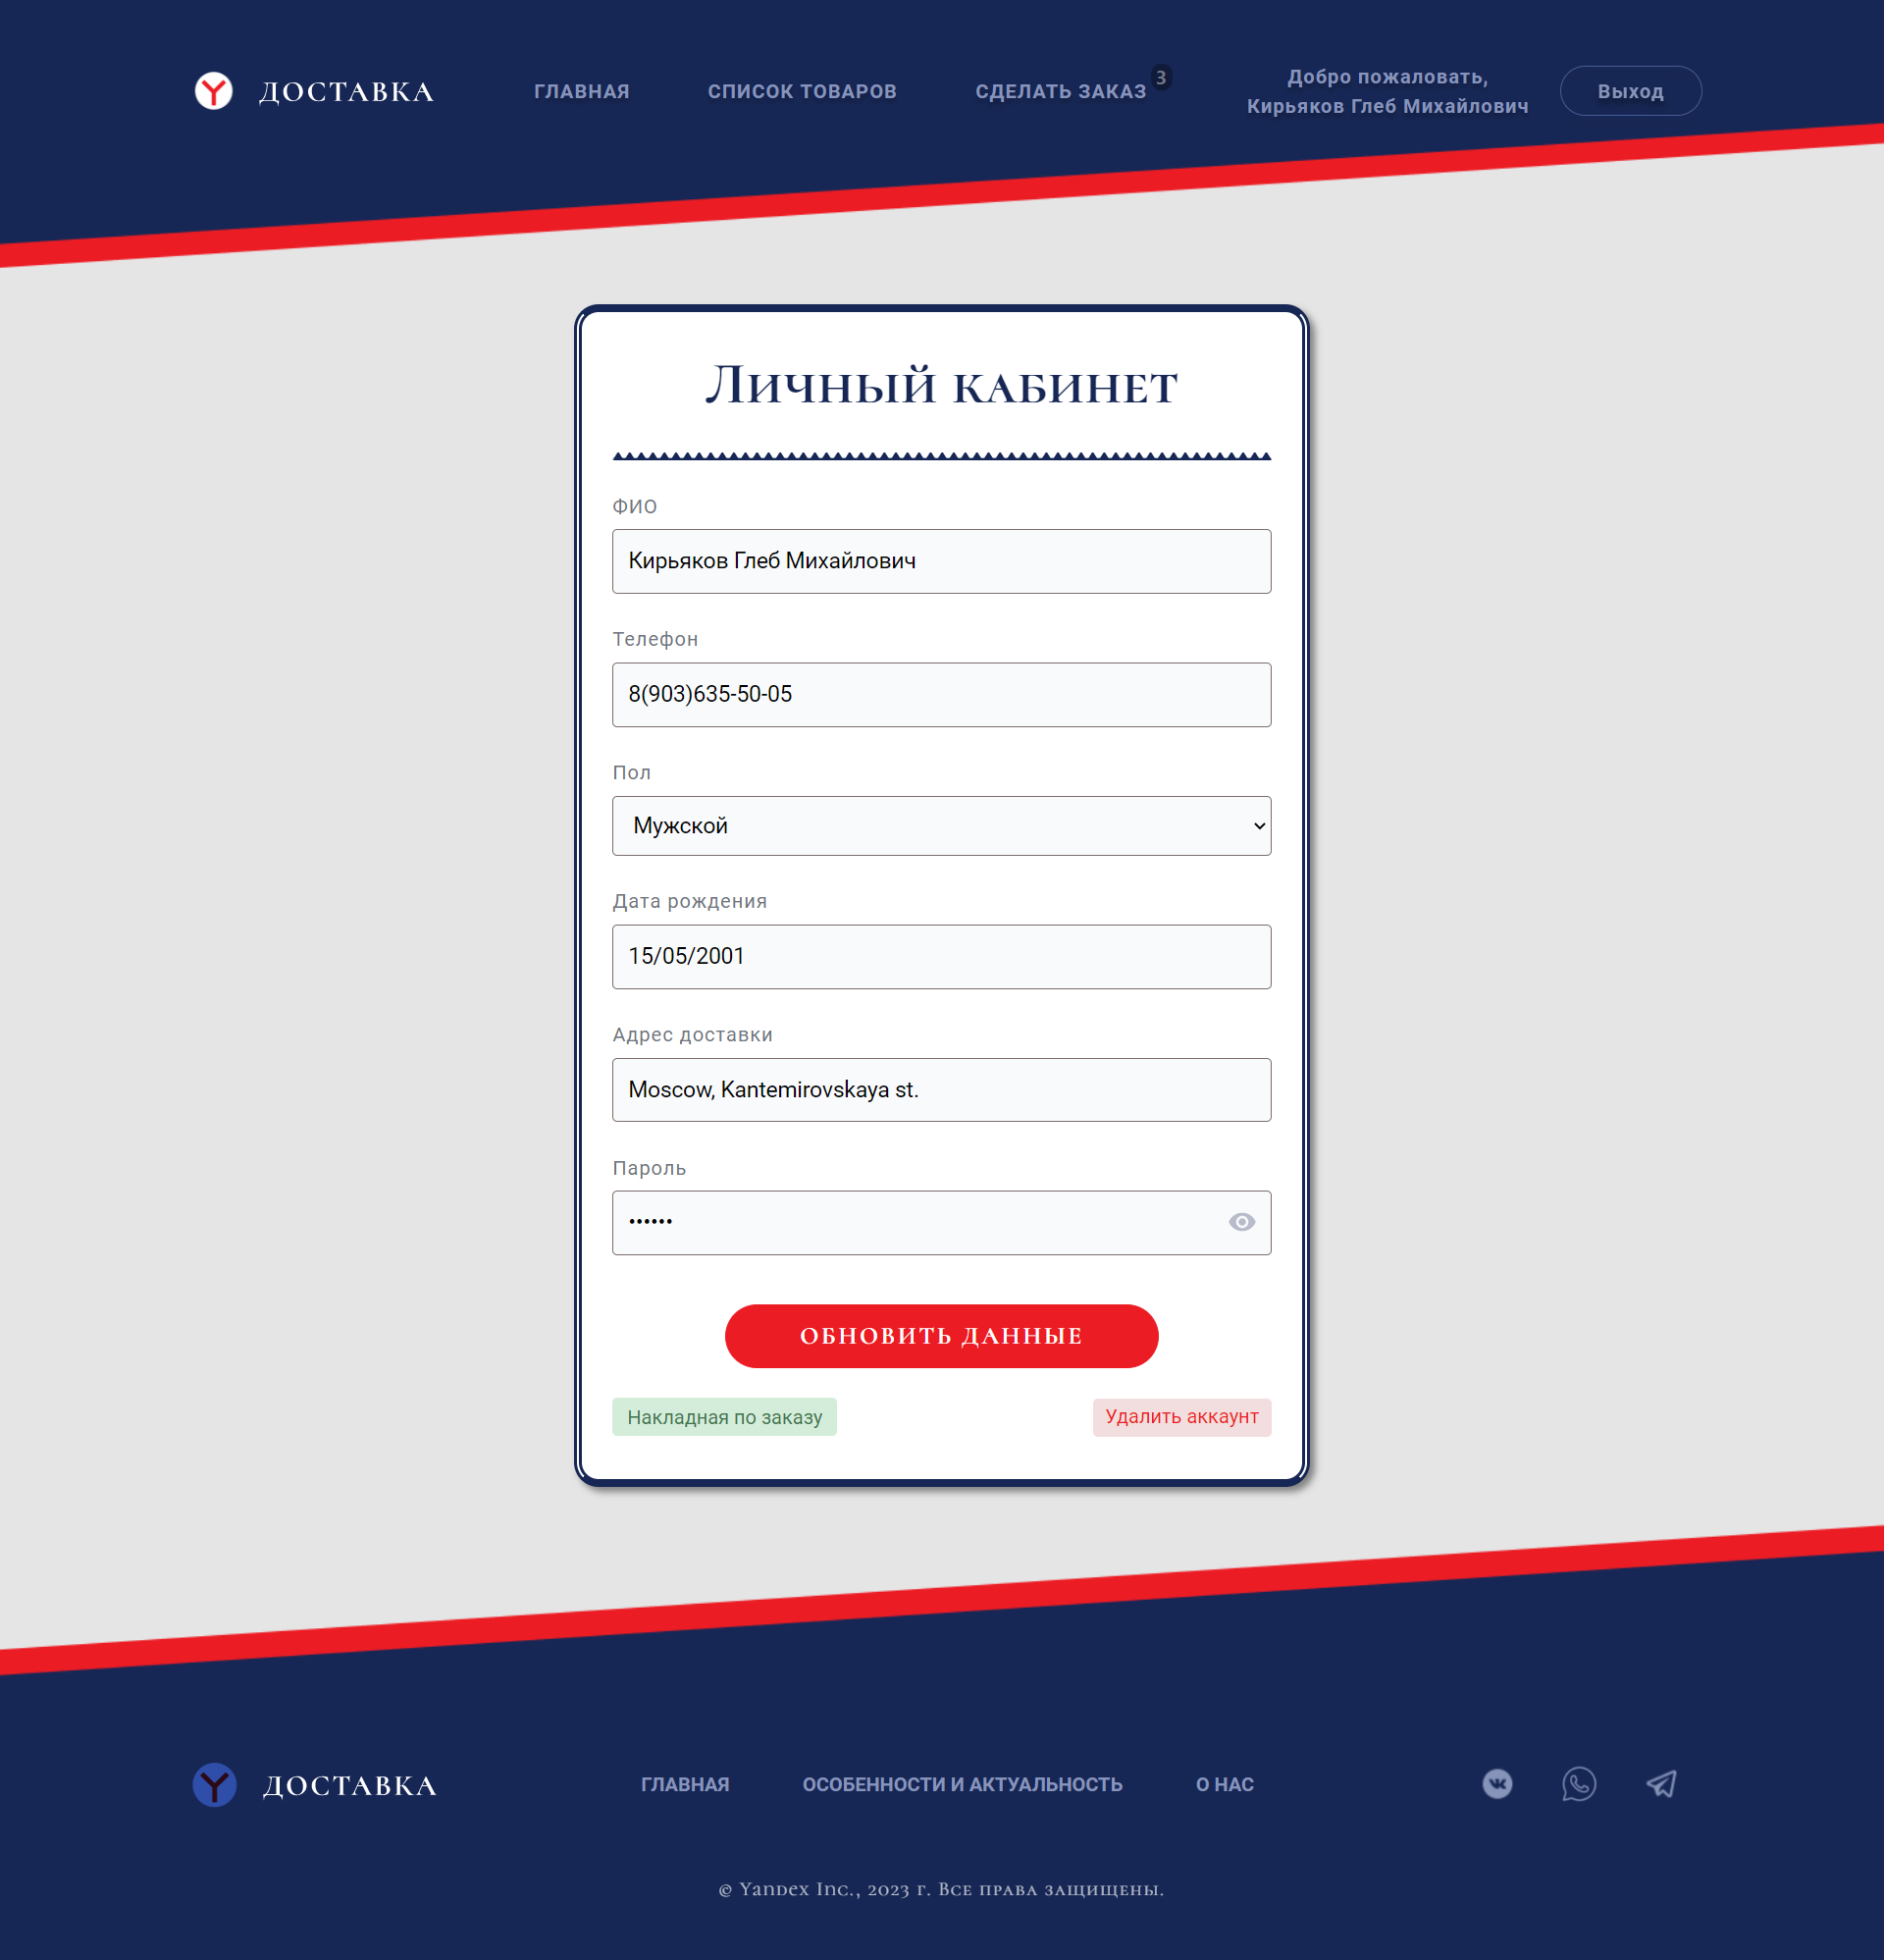 ДОСТАВКА
ГЛАВНАЯ
СПИСОК ТОВАРОВ
СДЕЛАТЬ ЗАКАЗ 3
Добро пожаловать,
Кирьяков Глеб Михайлович
Выход
Личный кабинет
ФИО
Кирьяков Глеб Михайлович
Телефон
8(903)635-50-05
Пол
Мужской
Дата рождения
15/05/2001
Адрес доставки
Moscow, Kantemirovskaya st.
Пароль
••••••
ОБНОВИТЬ ДАННЫЕ
Накладная по заказу
Удалить аккаунт
ДОСТАВКА
ГЛАВНАЯ
ОСОБЕННОСТИ И АКТУАЛЬНОСТЬ
О НАС
© Yandex Inc., 2023 г. Все права защищены.